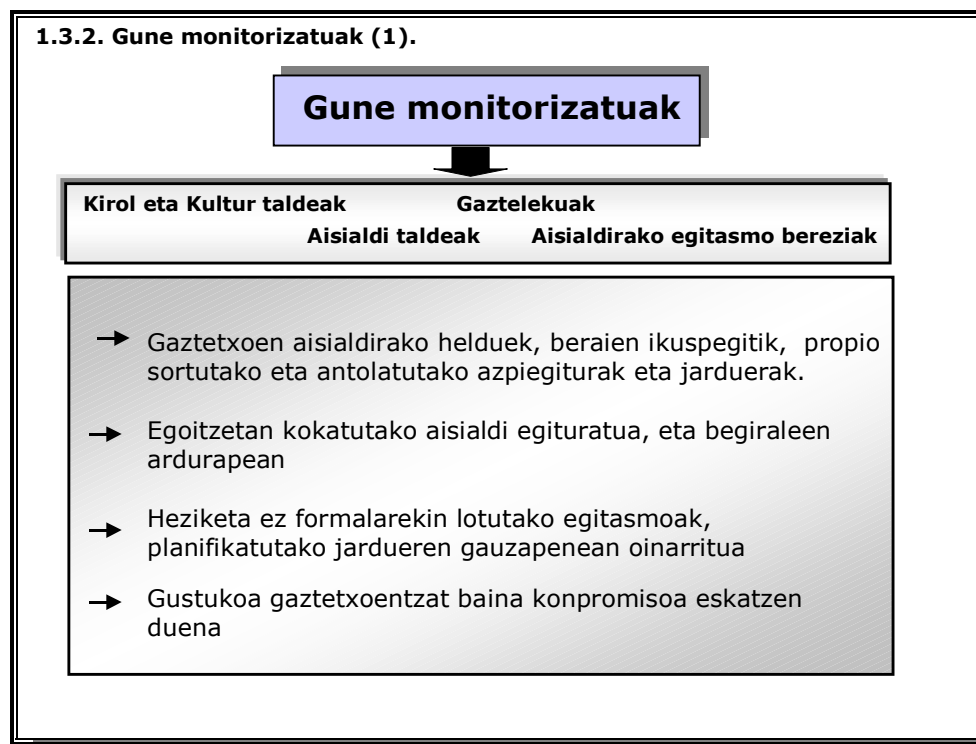 1.3.2. Gune monitorizatuak (1).
Gune monitorizatuak
Kirol eta Kultur taldeak Gaztelekuak
Aisialdi taldeak Aisialdirako egitasmo bereziak
Gaztetxoen aisialdirako helduek, beraien ikuspegitik, propio
sortutako eta antolatutako azpiegiturak eta jarduerak.
Egoitzetan kokatutako aisialdi egituratua, eta begiraleen
ardurapean
Heziketa ez formalarekin lotutako egitasmoak,
planifikatutako jardueren gauzapenean oinarritua
Gustukoa gaztetxoentzat baina konpromisoa eskatzen
duena